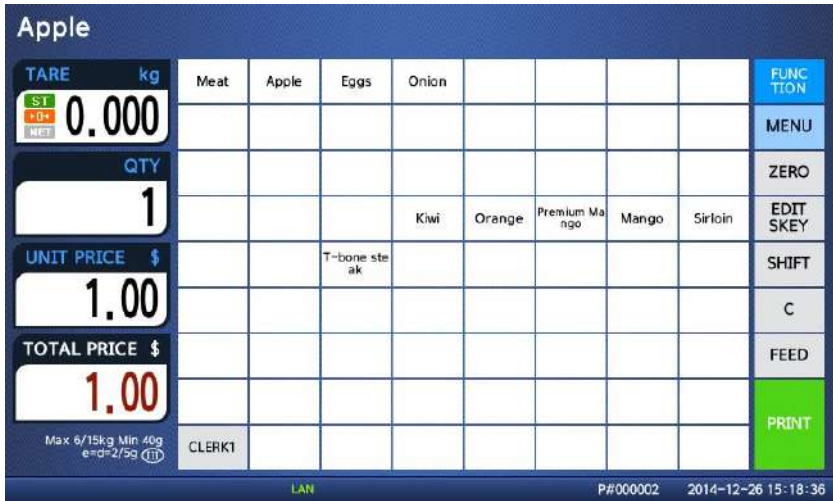 Apple
TARE kg
ST
→0← 0.000
NET
QTY
1
UNIT PRICE $
1.00
TOTAL PRICE $
1.00
Max 6/15kg Min 40g
e=d=2/5g III
Meat Apple Eggs Onion
Kiwi Orange Premium Ma
ngo Mango Sirloin
T-bone ste
ak
CLERK1
FUNC
TION
MENU
ZERO
EDIT
SKEY
SHIFT
C
FEED
PRINT
LAN P#000002 2014-12-26 15:18:36